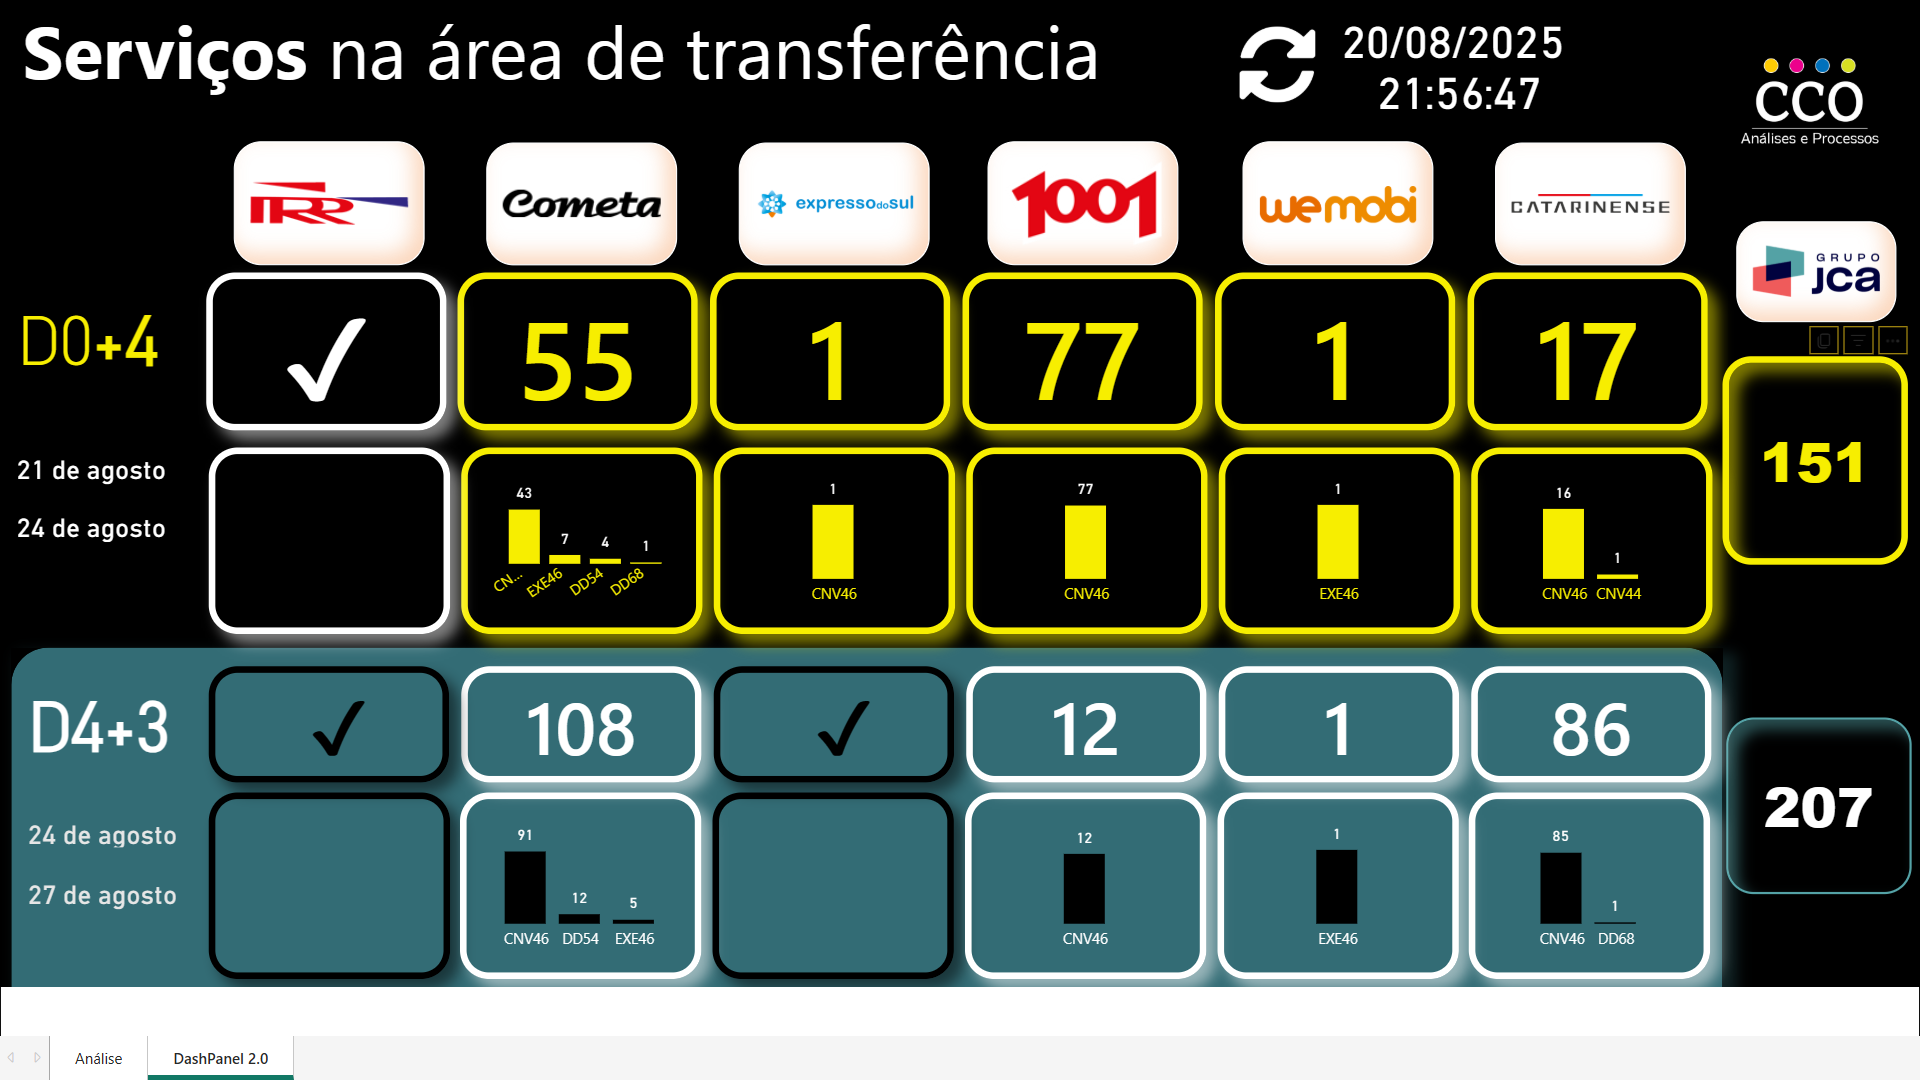 Serviços na área de transferência
20/08/2025
21:56:47
CCO
Análises e Processos
Cometa
expressodosul
1001
wemobi
CATARINENSE
GRUPO
jca
D0+4
55
1
77
1
17
151
21 de agosto
24 de agosto
43
7
4
1
CN...
EXE46
DD54
DD68
1
CNV46
77
CNV46
1
EXE46
16
1
CNV46
CNV44
D4+3
108
12
1
86
207
24 de agosto
27 de agosto
91
12
5
CNV46
DD54
EXE46
12
CNV46
1
EXE46
85
1
CNV46
DD68
Análise
DashPanel 2.0